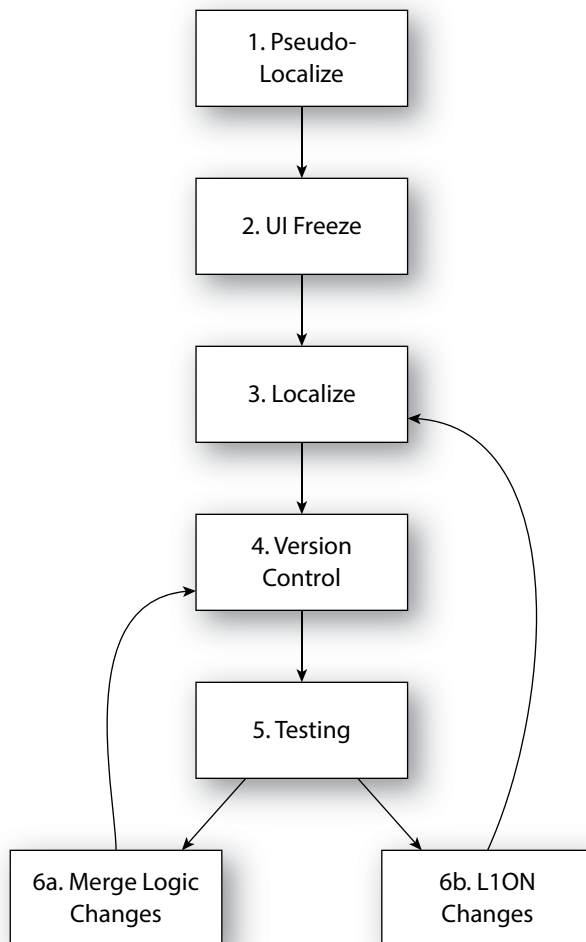 1. Pseudo-
Localize
2. UI Freeze
3. Localize
4. Version
Control
5. Testing
6a. Merge Logic
Changes
6b. L1ON
Changes